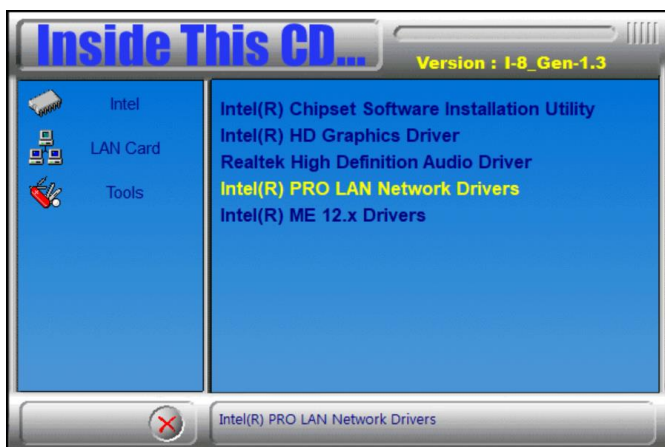 Inside This CD...
Version : I-8_Gen-1.3
Intel
LAN Card
Tools
Intel(R) Chipset Software Installation Utility
Intel(R) HD Graphics Driver
Realtek High Definition Audio Driver
Intel(R) PRO LAN Network Drivers
Intel(R) ME 12.x Drivers
Intel(R) PRO LAN Network Drivers